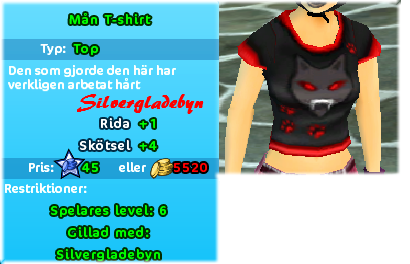 Mån T-shirt
Typ: Top
Den som gjorde den här har
verkligen arbetat hårt
Silvergladebyn
Rida +1
Skötsel +4
Pris: 45 eller 5520
Restriktioner:
Spelares level: 6
Gillad med:
Silvergladebyn